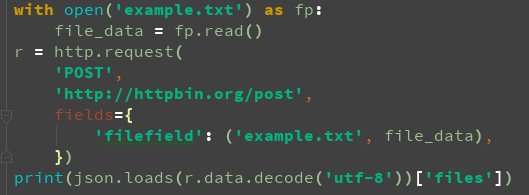 with open('example.txt') as fp:
    file_data = fp.read()
r = http.request(
    'POST',
    'http://httpbin.org/post',
    fields={
        'filefield': ('example.txt', file_data),
    })
print(json.loads(r.data.decode('utf-8'))['files'])